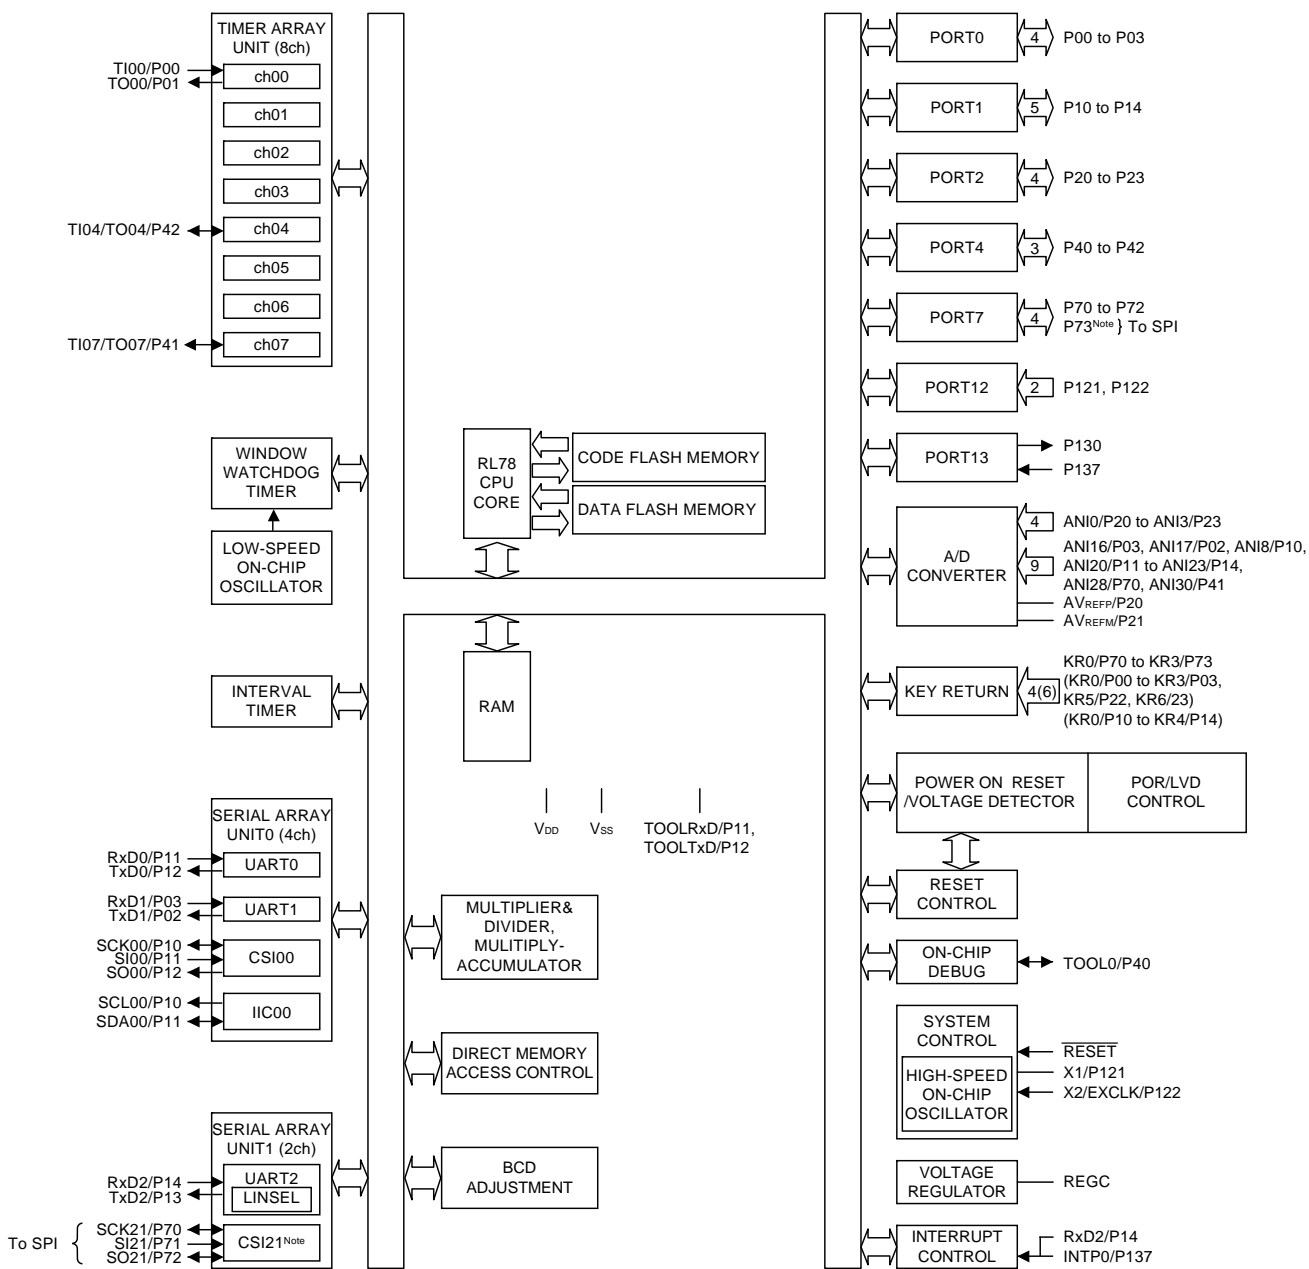 TIMER ARRAY
UNIT (8ch)
TI00/P00
TO00/P01
ch00
ch01
ch02
ch03
TI04/TO04/P42
ch04
ch05
ch06
TI07/TO07/P41
ch07
WINDOW
WATCHDOG
TIMER
LOW-SPEED
ON-CHIP
OSCILLATOR
INTERVAL
TIMER
SERIAL ARRAY
UNIT0 (4ch)
RxD0/P11
TxD0/P12
UART0
RxD1/P03
TxD1/P02
UART1
SCK00/P10
SI00/P11
SO00/P12
CSI00
SCL00/P10
SDA00/P11
IIC00
SERIAL ARRAY
UNIT1 (2ch)
RxD2/P14
TxD2/P13
UART2
LINSEL
To SPI {
SCK21/P70
SI21/P71
SO21/P72
CSI21Note
RL78
CPU
CORE
CODE FLASH MEMORY
DATA FLASH MEMORY
RAM
VDD
VSS
TOOLRxD/P11,
TOOLTxD/P12
MULTIPLIER&
DIVIDER,
MULITIPLY-
ACCUMULATOR
DIRECT MEMORY
ACCESS CONTROL
BCD
ADJUSTMENT
PORT0
4
P00 to P03
PORT1
5
P10 to P14
PORT2
4
P20 to P23
PORT4
3
P40 to P42
PORT7
4
P70 to P72
P73Note } To SPI
PORT12
2
P121, P122
PORT13
P130
P137
A/D
CONVERTER
4
ANI0/P20 to ANI3/P23
9
ANI16/P03, ANI17/P02, ANI8/P10,
ANI20/P11 to ANI23/P14,
ANI28/P70, ANI30/P41
AVREFP/P20
AVREFM/P21
KEY RETURN
4(6)
KR0/P70 to KR3/P73
(KR0/P00 to KR3/P03,
KR5/P22, KR6/23)
(KR0/P10 to KR4/P14)
POWER ON RESET
/VOLTAGE DETECTOR
POR/LVD
CONTROL
RESET
CONTROL
ON-CHIP
DEBUG
TOOL0/P40
SYSTEM
CONTROL
HIGH-SPEED
ON-CHIP
OSCILLATOR
RESET
X1/P121
X2/EXCLK/P122
VOLTAGE
REGULATOR
REGC
INTERRUPT
CONTROL
RxD2/P14
INTP0/P137